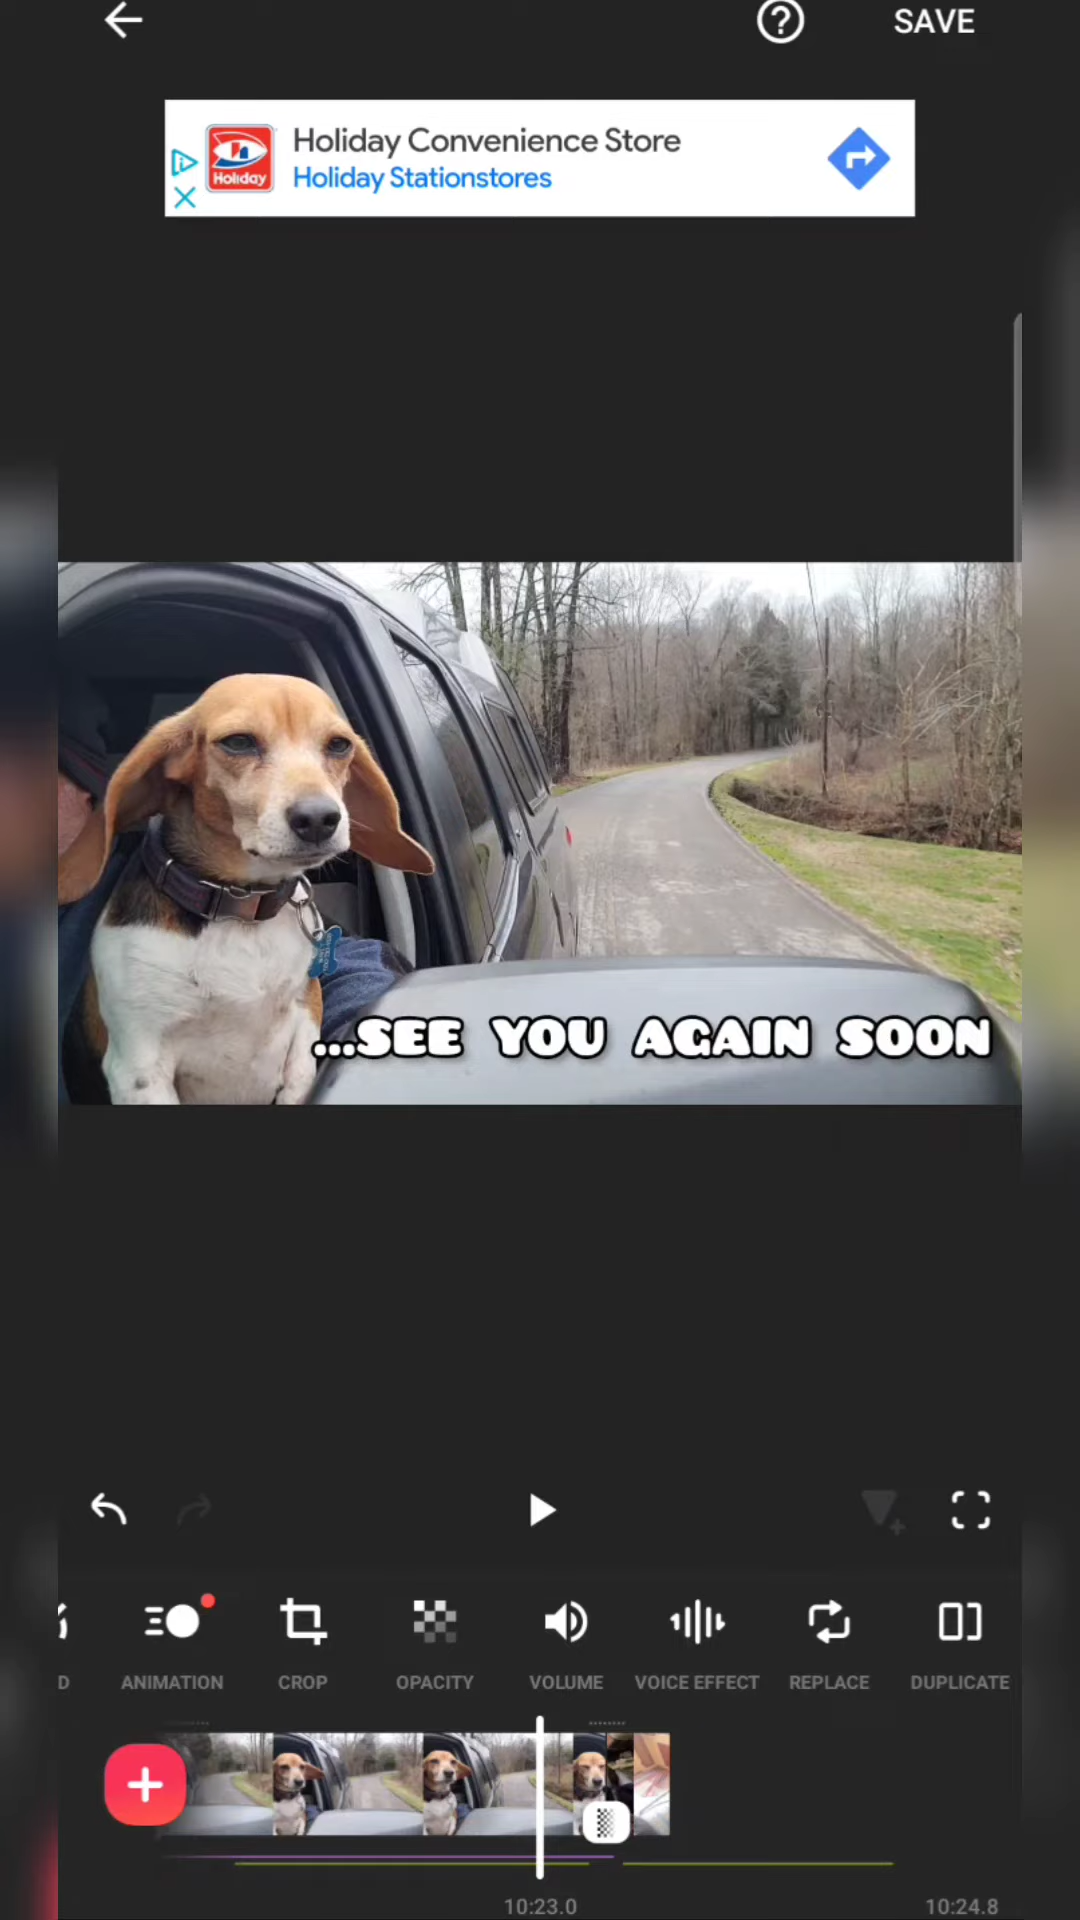 SAVE
Holiday Convenience Store
Holiday
Holiday Stationstores
...SEE YOU AGAIN SOON
D ANIMATION CROP OPACITY VOLUME VOICE EFFECT REPLACE DUPLICATE
10:23.0 10:24.8